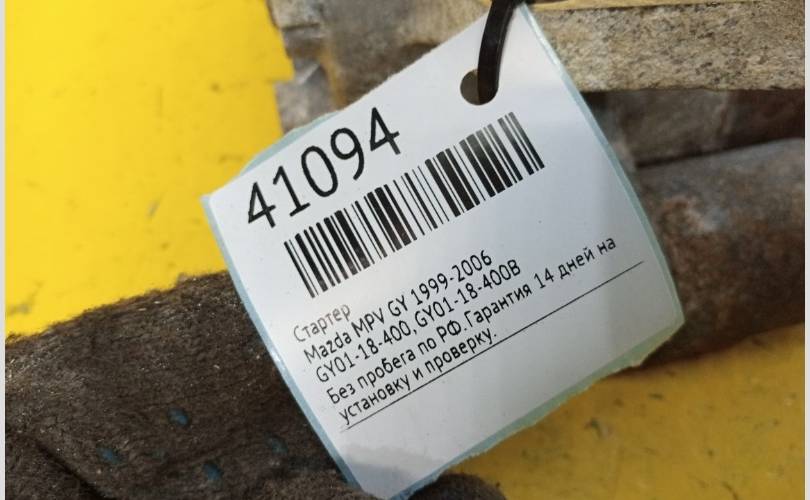 41094
Стартер
Mazda MPV GY 1999-2006
GY01-18-400,GY01-18-400B
Без пробега по РФ.Гарантия 14 дней на
установку и проверку.